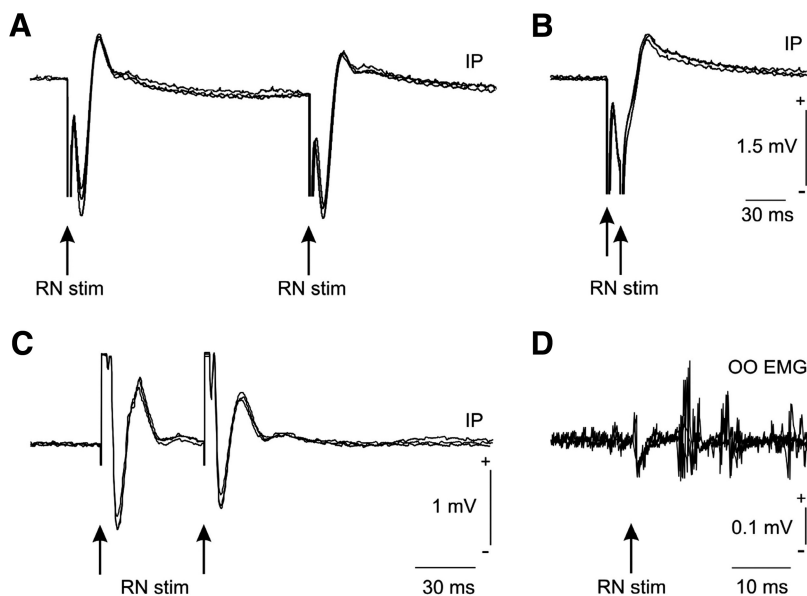 A
IP
RN stim
RN stim
B
IP
+
1.5 mV
-
30 ms
RN stim
C
IP
+
1 mV
-
RN stim
30 ms
D
OO EMG
+
0.1 mV
-
RN stim
10 ms